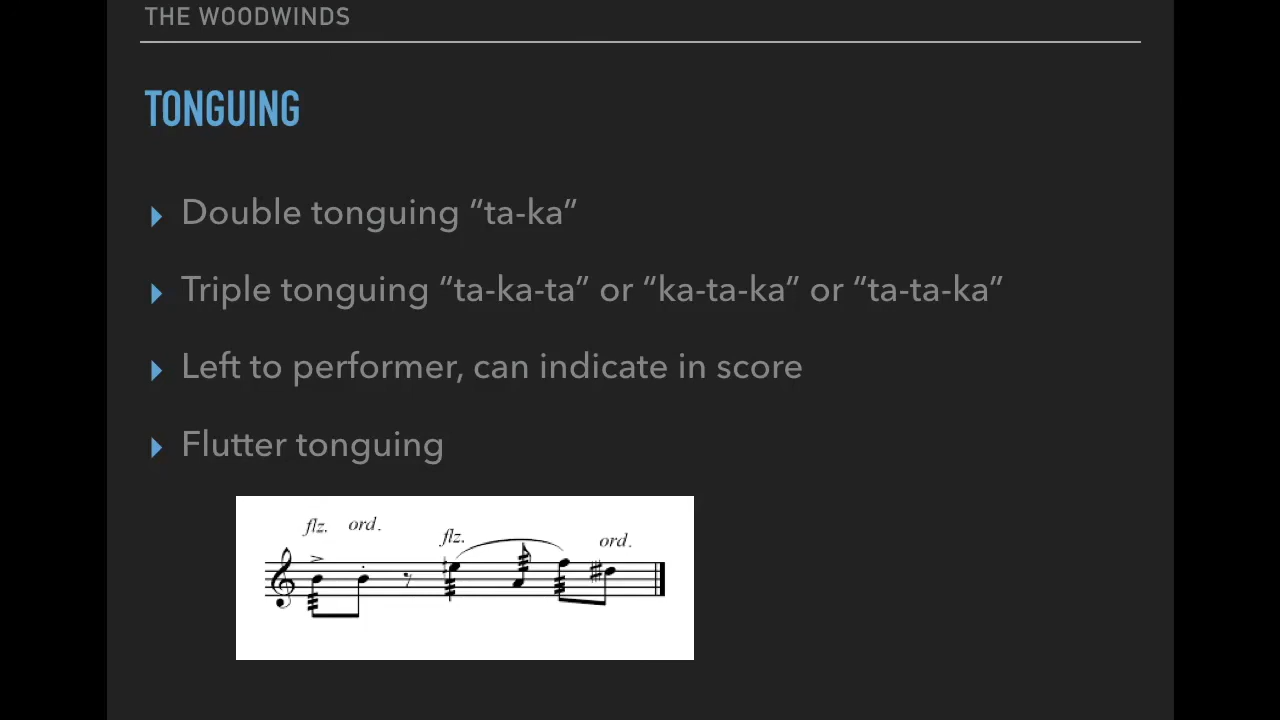 THE WOODWINDS
TONGUING
Double tonguing “ta-ka”
Triple tonguing “ta-ka-ta” or “ka-ta-ka” or “ta-ta-ka”
Left to performer, can indicate in score
Flutter tonguing
flz. ord. flz. ord.